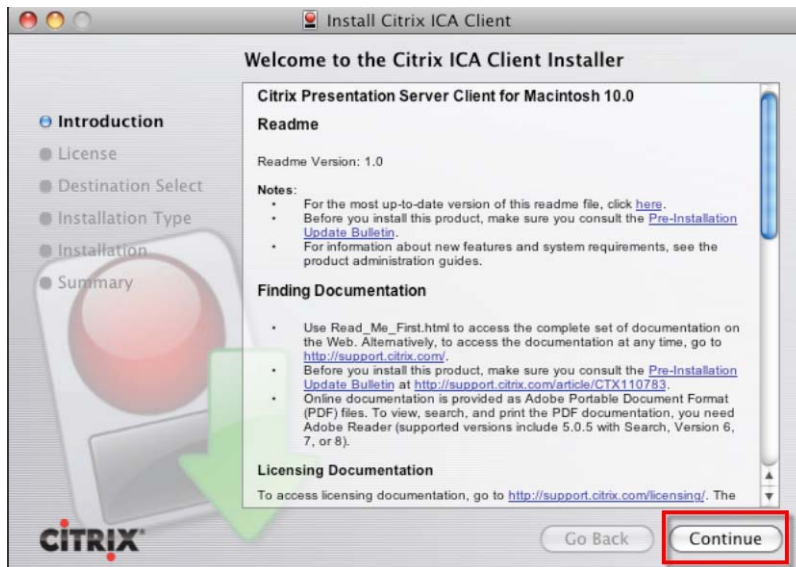 Install Citrix ICA Client
Welcome to the Citrix ICA Client Installer
Introduction
License
Destination Select
Installation Type
Installation
Summary
Citrix Presentation Server Client for Macintosh 10.0
Readme
Readme Version: 1.0
Notes:
• For the most up-to-date version of this readme file, click here.
• Before you install this product, make sure you consult the Pre-Installation
Update Bulletin.
• For information about new features and system requirements, see the
product administration guides.
Finding Documentation
• Use Read_Me_First.html to access the complete set of documentation on
the Web. Alternatively, to access the documentation at any time, go to
http://support.citrix.com/.
• Before you install this product, make sure you consult the Pre-Installation
Update Bulletin at http://support.citrix.com/article/CTX110783.
• Online documentation is provided as Adobe Portable Document Format
(PDF) files. To view, search, and print the PDF documentation, you need
Adobe Reader (supported versions include 5.0.5 with Search, Version 6,
7, or 8).
Licensing Documentation
To access licensing documentation, go to http://support.citrix.com/licensing/. The
CITRIX
Go Back
Continue